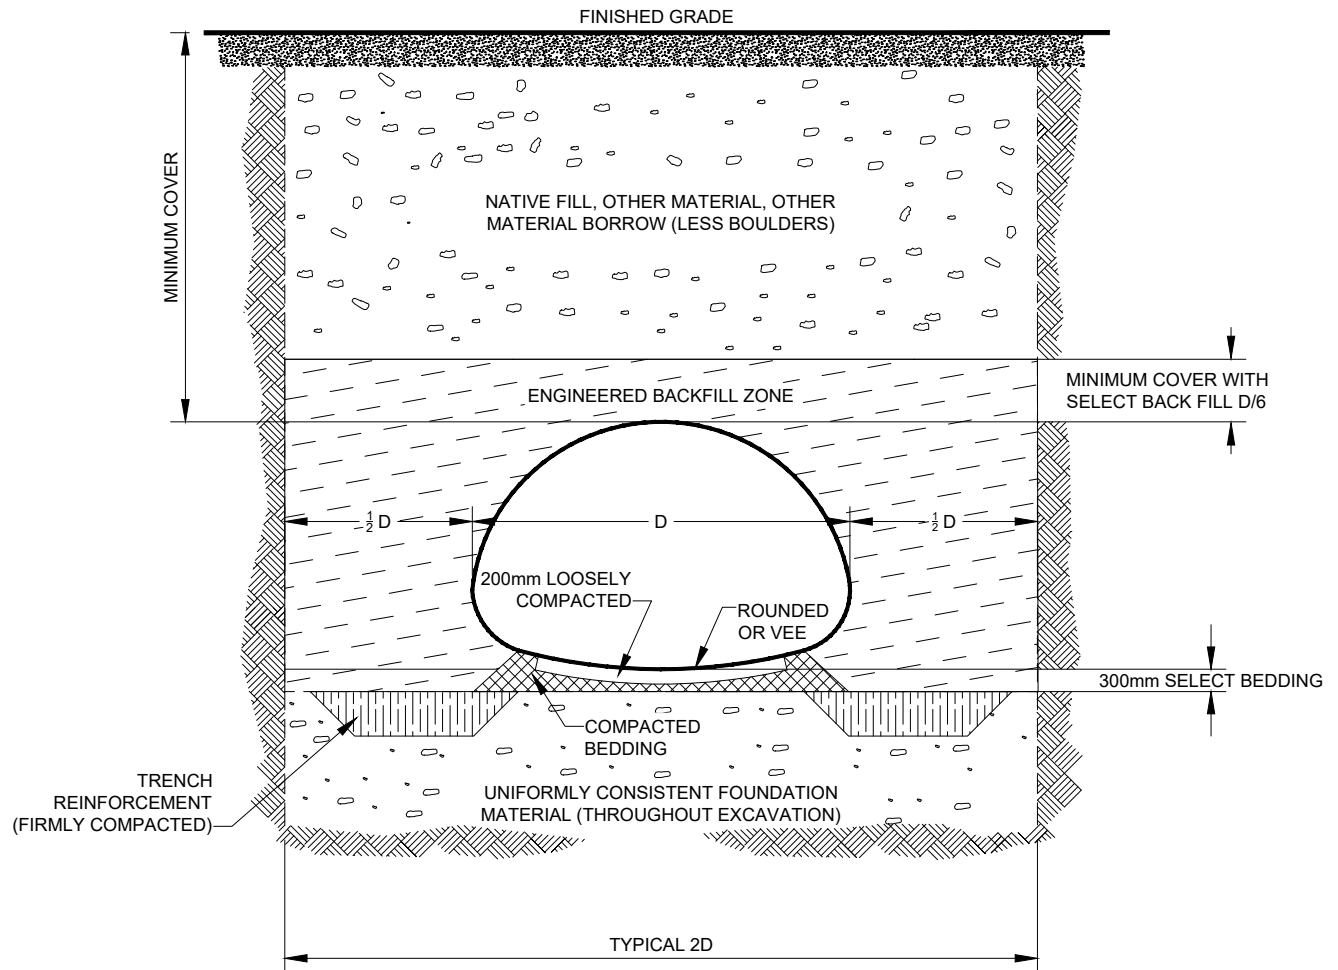 FINISHED GRADE
MINIMUM COVER
NATIVE FILL, OTHER MATERIAL, OTHER
MATERIAL BORROW (LESS BOULDERS)
ENGINEERED BACKFILL ZONE
MINIMUM COVER WITH
SELECT BACK FILL D/6
½ D
D
½ D
200mm LOOSELY
COMPACTED
ROUNDED
OR VEE
300mm SELECT BEDDING
COMPACTED
BEDDING
TRENCH
REINFORCEMENT
(FIRMLY COMPACTED)
UNIFORMLY CONSISTENT FOUNDATION
MATERIAL (THROUGHOUT EXCAVATION)
TYPICAL 2D